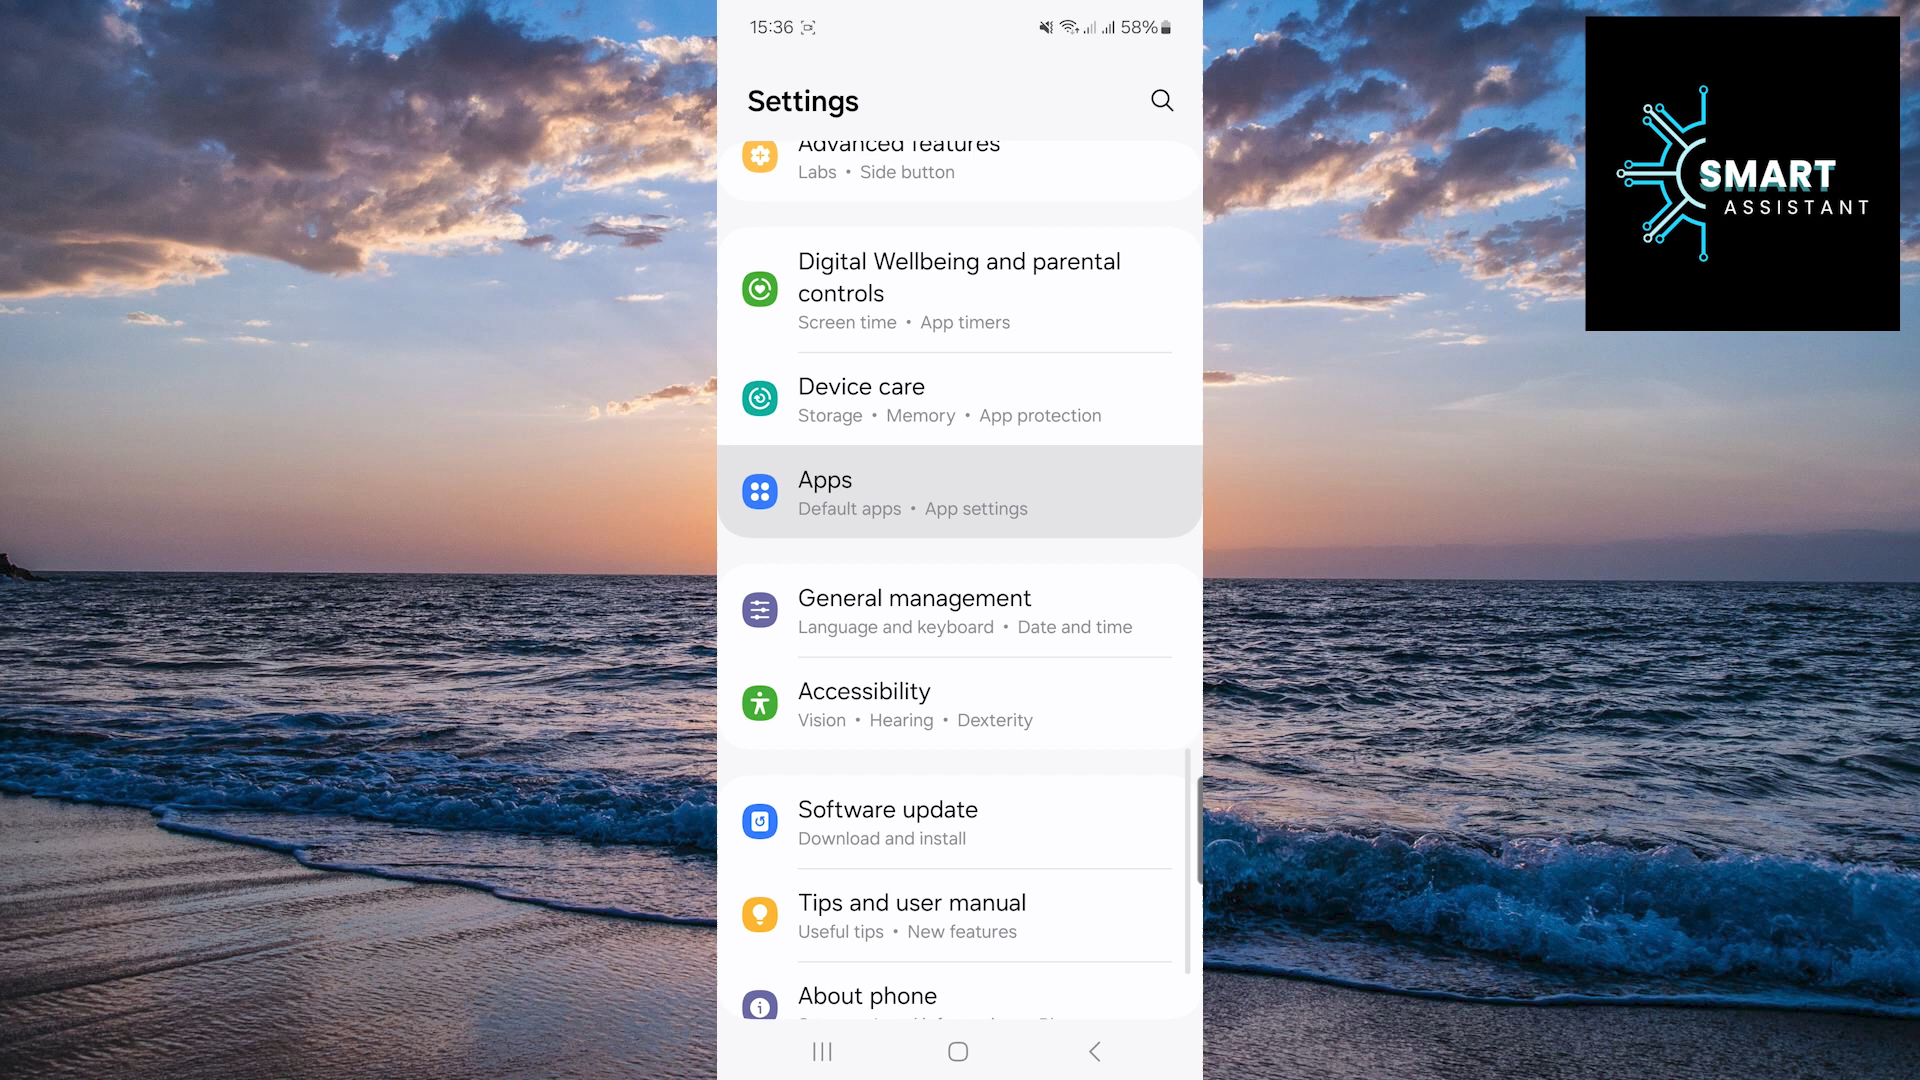 15:36
58%
Settings
Advanced features
Labs • Side button
Digital Wellbeing and parental
controls
Screen time • App timers
Device care
Storage • Memory • App protection
Apps
Default apps • App settings
General management
Language and keyboard • Date and time
Accessibility
Vision • Hearing • Dexterity
Software update
Download and install
Tips and user manual
Useful tips • New features
About phone
SMART
ASSISTANT